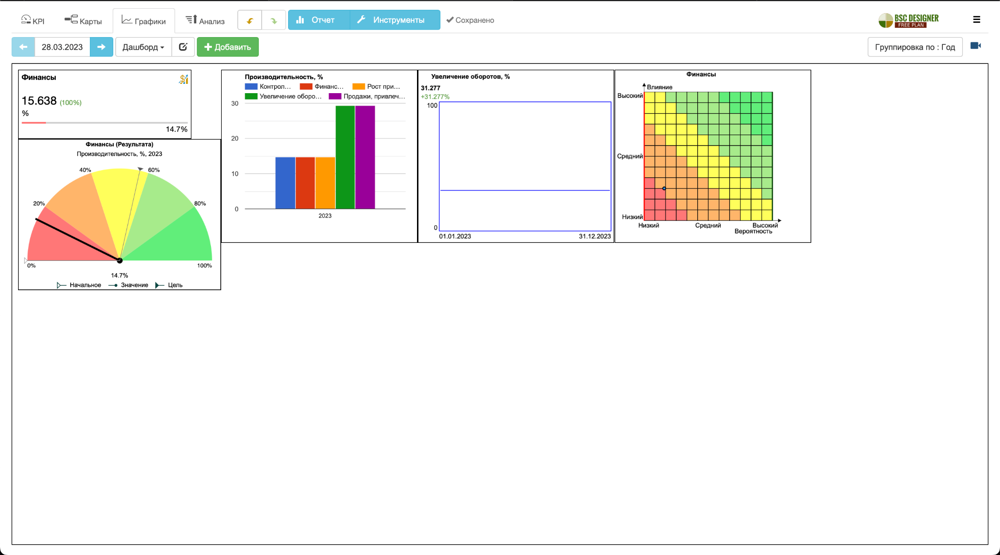 KPI
Карты
Графики
Анализ
Отчет
Инструменты
Сохранено
BSC DESIGNER
FREE PLAN
28.03.2023
Дашборд
Добавить
Группировка по : Год
Финансы
15.638 (100%)
%
14.7%
Финансы (Результата)
Производительность, %, 2023
0%
20%
40%
60%
80%
100%
14.7%
Начальное Значение Цель
Производительность, %
Контрол... Финанс... Рост при...
Увеличение оборо... Продажи, привлеч...
30
20
10
0
2023
Увеличение оборотов, %
31.277
+31.277%
100
0
01.01.2023 31.12.2023
Финансы
Влияние
Высокий
Средний
Низкий
Низкий Средний Высокий
Вероятность